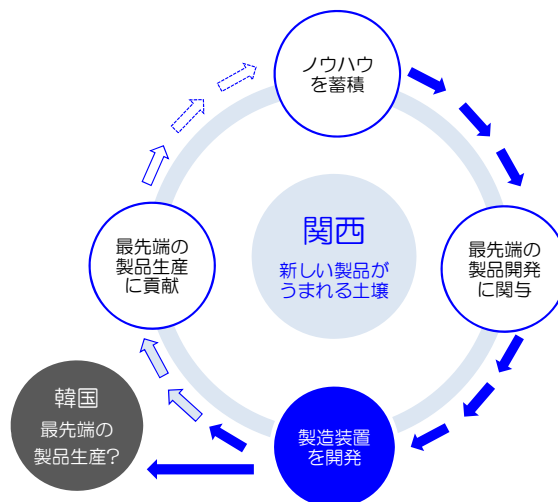 ノウハウ
を蓄積
最先端の
製品開発
に関与
製造装置
を開発
最先端の
製品生産
に貢献
関西
新しい製品が
うまれる土壌
韓国
最先端の
製品生産?